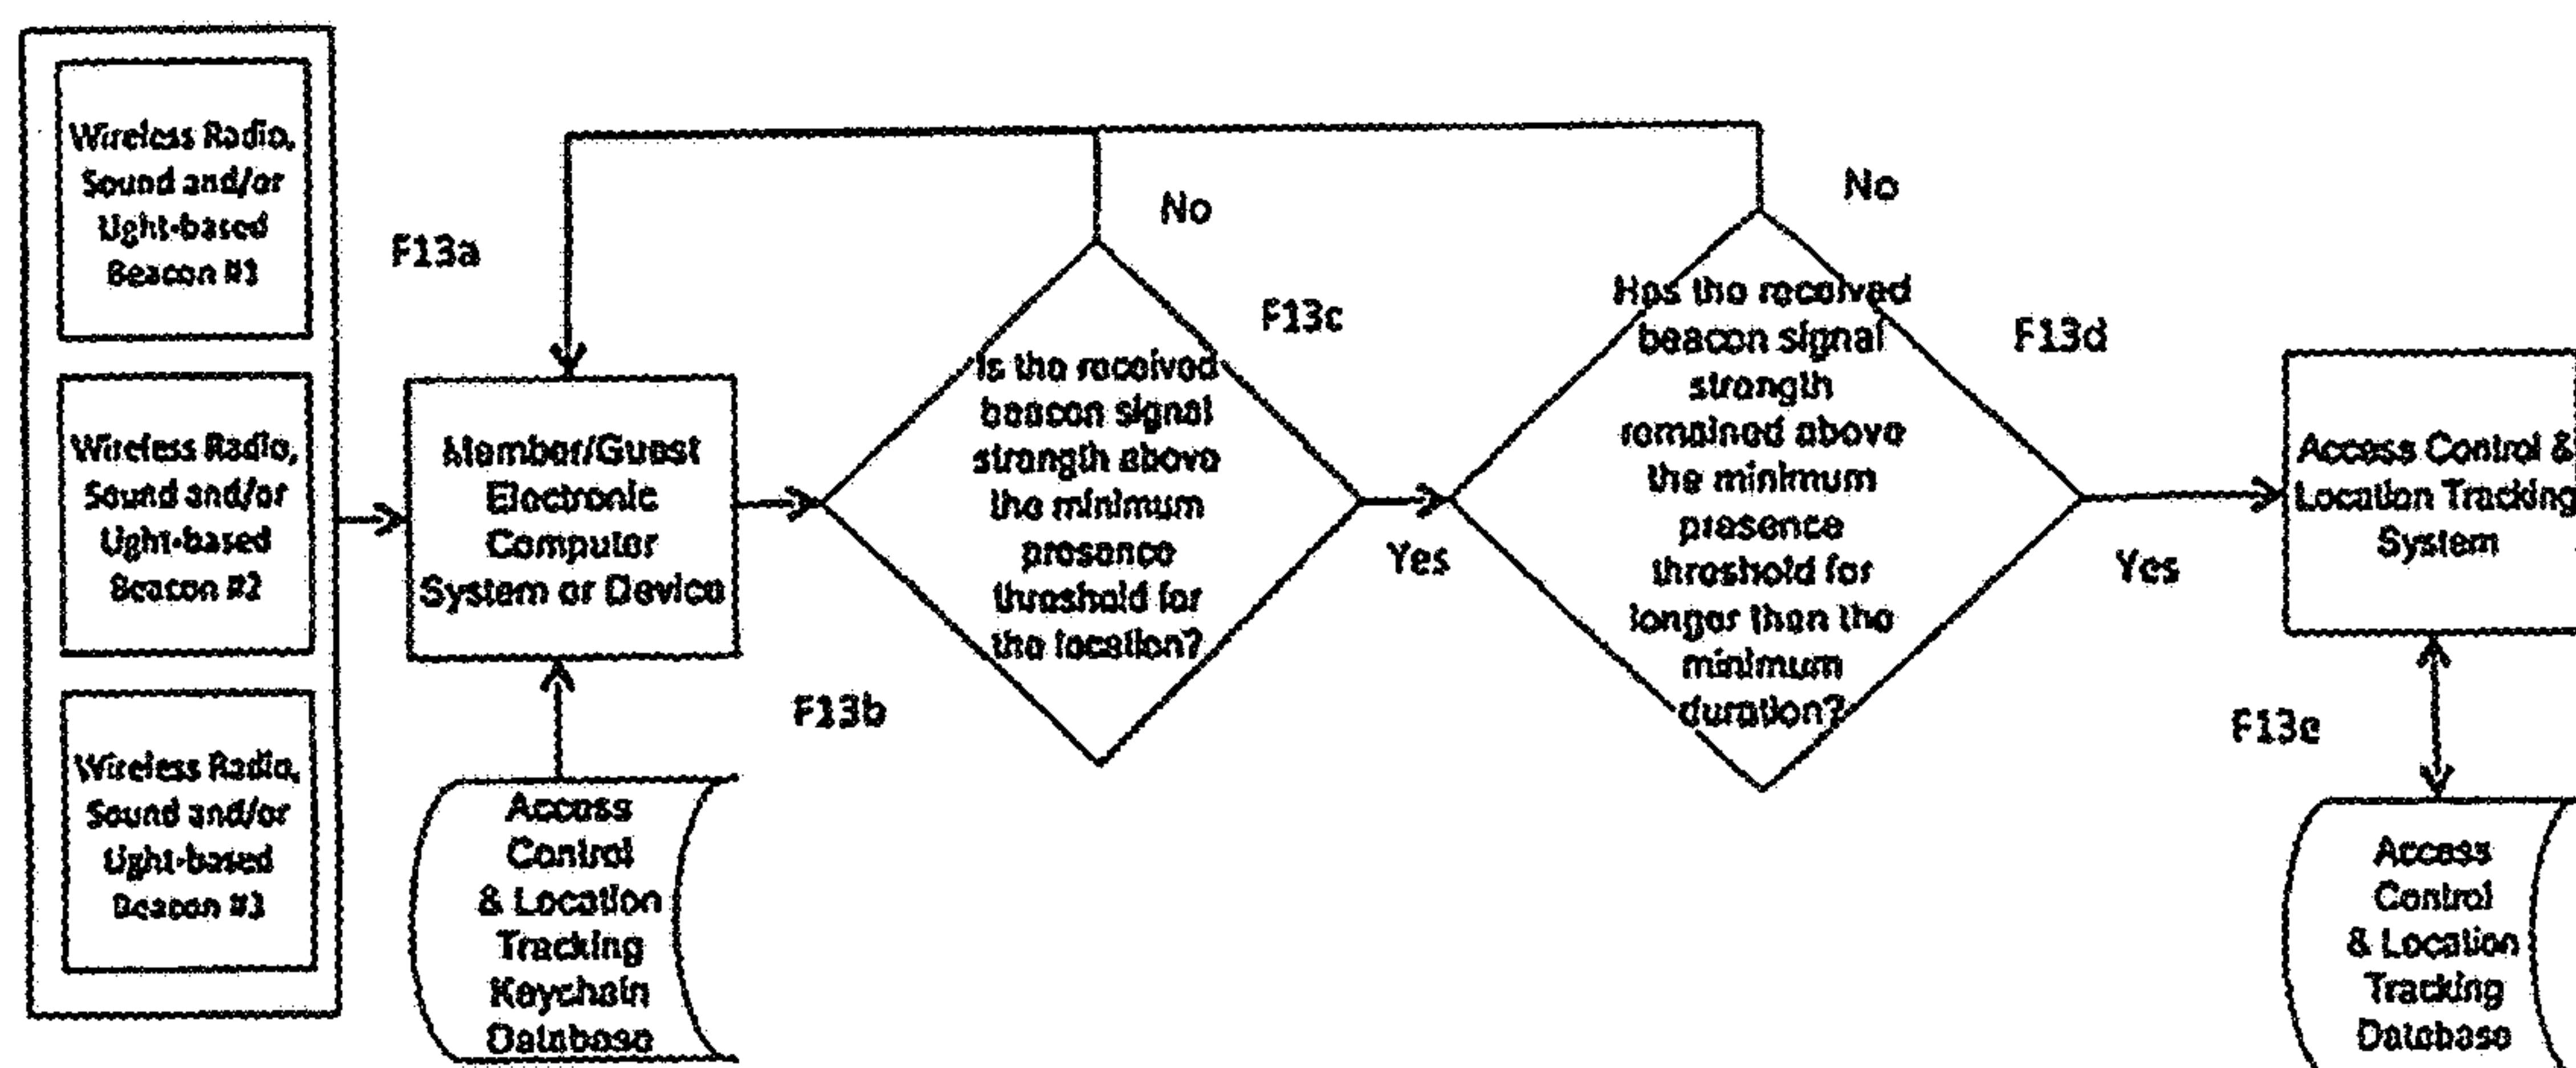 Wireless Radio,
Sound and/or
Light-based
Beacon #1
Wireless Radio,
Sound and/or
Light-based
Beacon #2
Wireless Radio,
Sound and/or
Light-based
Beacon #3
F13a
Member/Guest
Electronic
Computer
System or Device
F13b
Access
Control
& Location
Tracking
Keychain
Database
No
F13c
Is the received
beacon signal
strength above
the minimum
presence
threshold for
the location?
Yes
No
F13d
Has the received
beacon signal
strength
remained above
the minimum
presence
threshold for
longer than the
minimum
duration?
Yes
Access Control &
Location Tracking
System
F13e
Access
Control
& Location
Tracking
Database